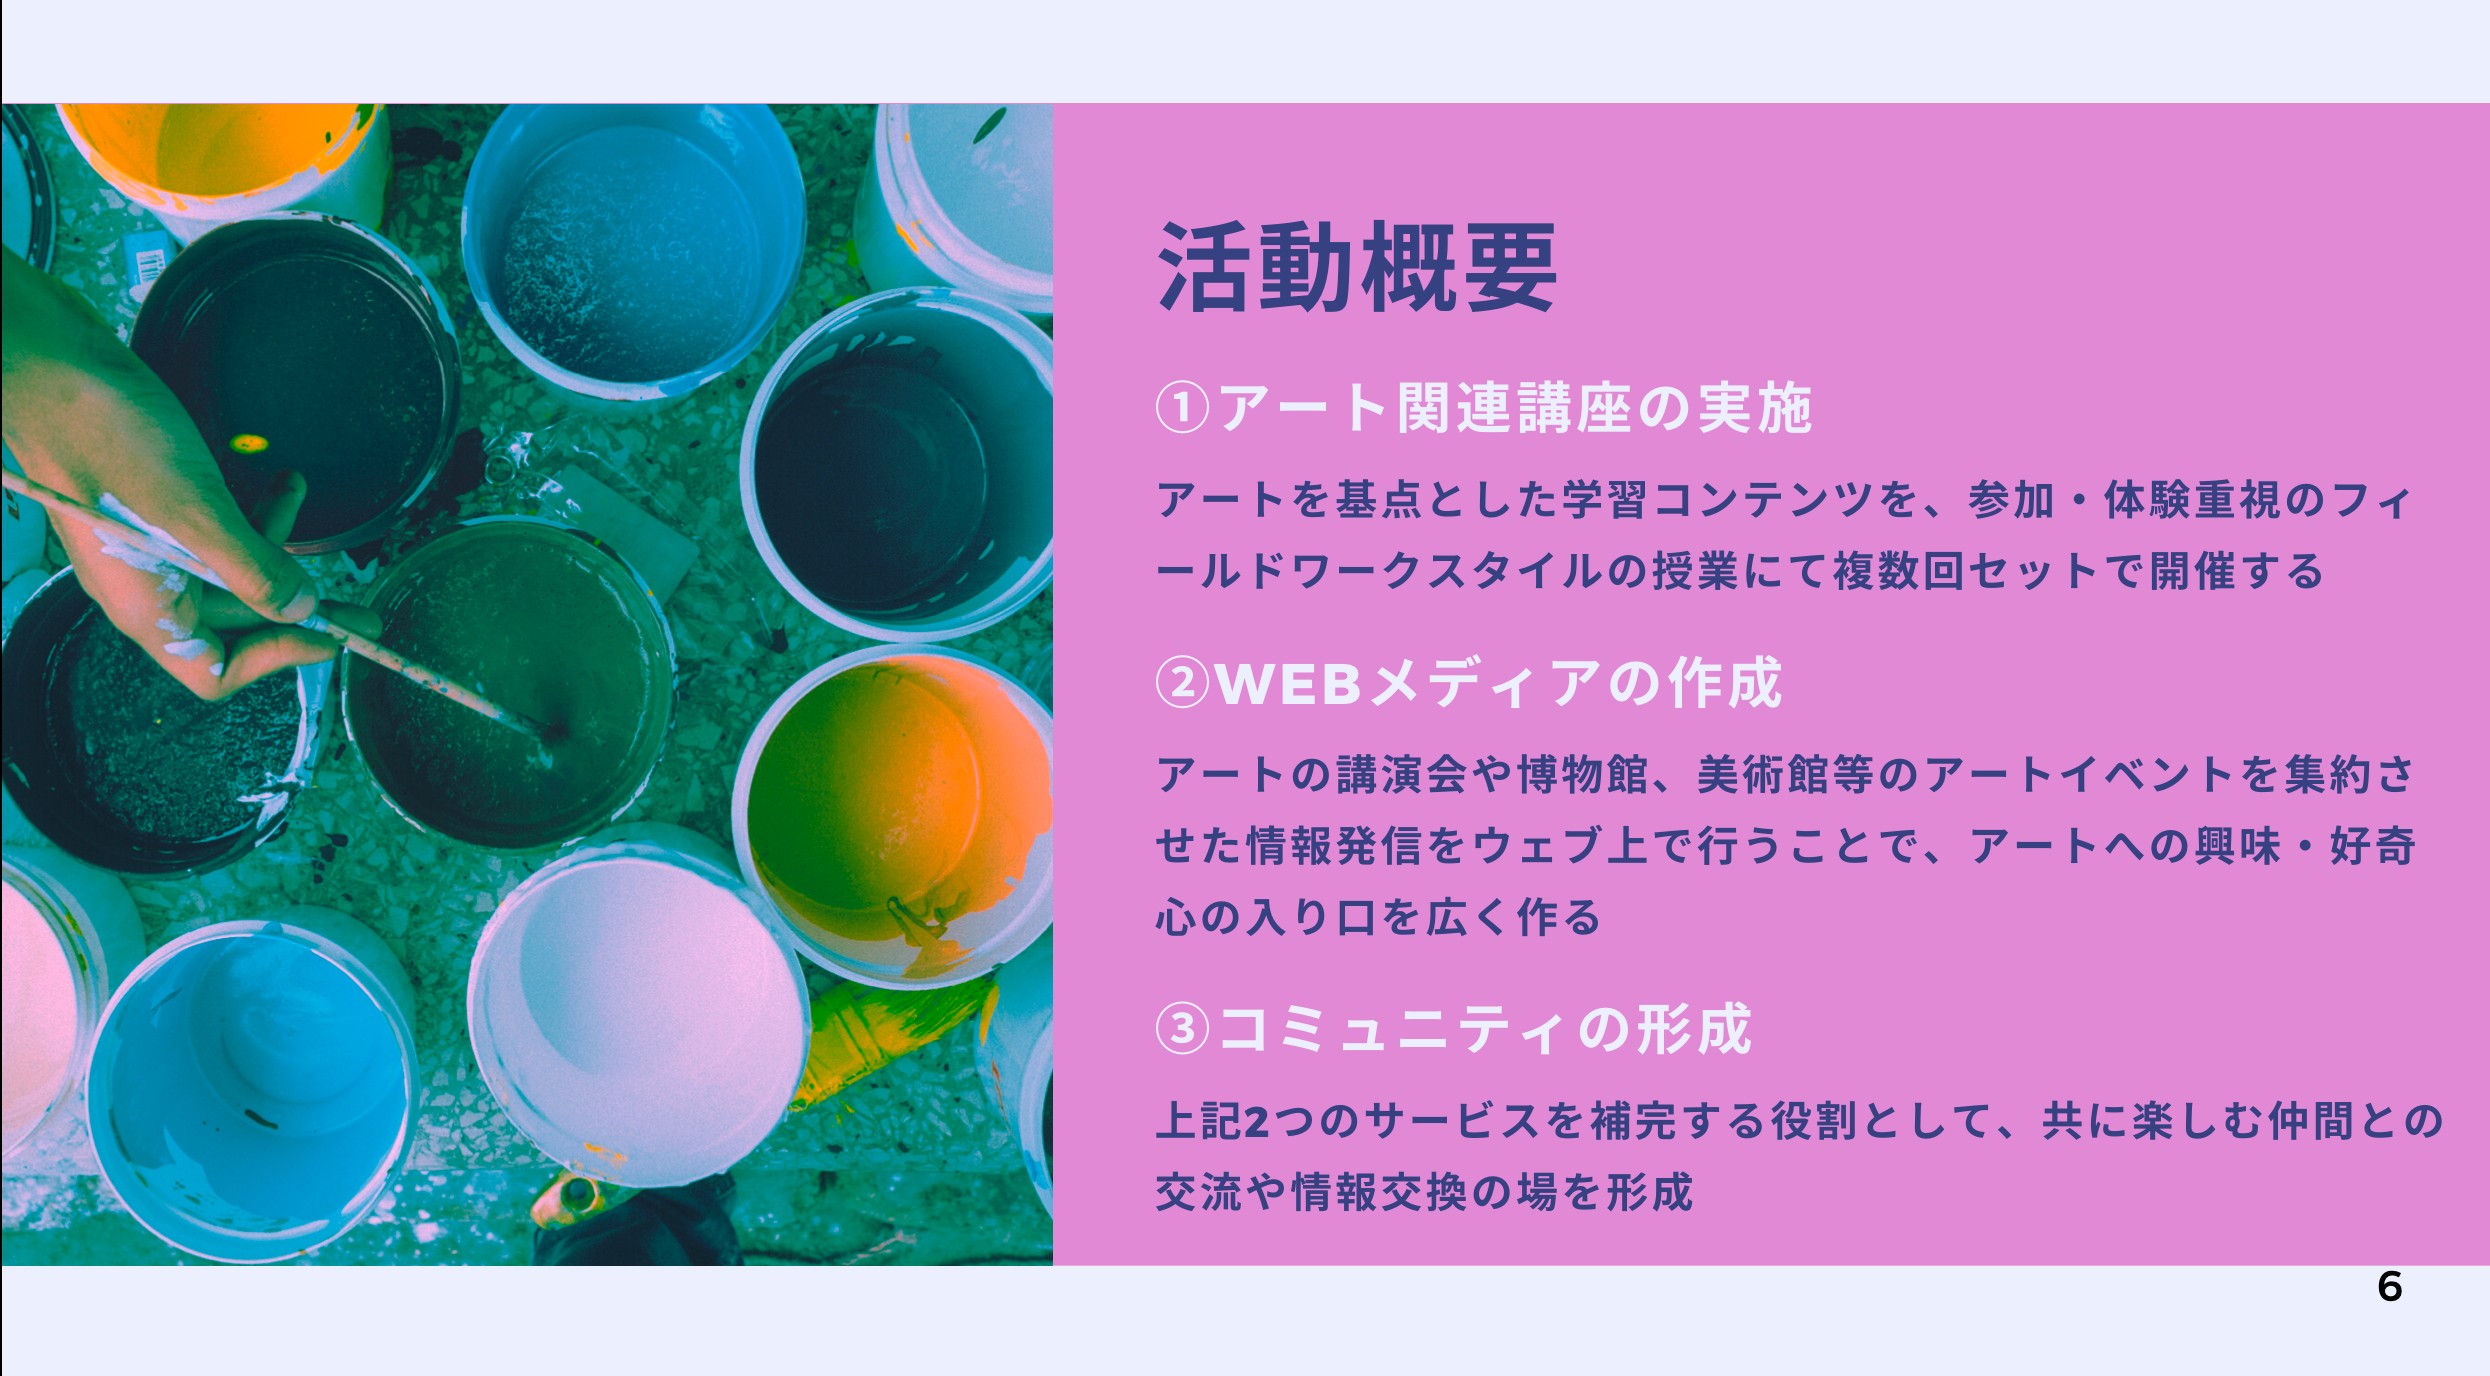 活動概要
①アート関連講座の実施
アートを基点とした学習コンテンツを、参加・体験重視のフィ
ールドワークスタイルの授業にて複数回セットで開催する
②WEBメディアの作成
アートの講演会や博物館、美術館等のアートイベントを集約さ
せた情報発信をウェブ上で行うことで、アートへの興味・好奇
心の入り口を広く作る
③コミュニティの形成
上記2つのサービスを補完する役割として、共に楽しむ仲間との
交流や情報交換の場を形成
6